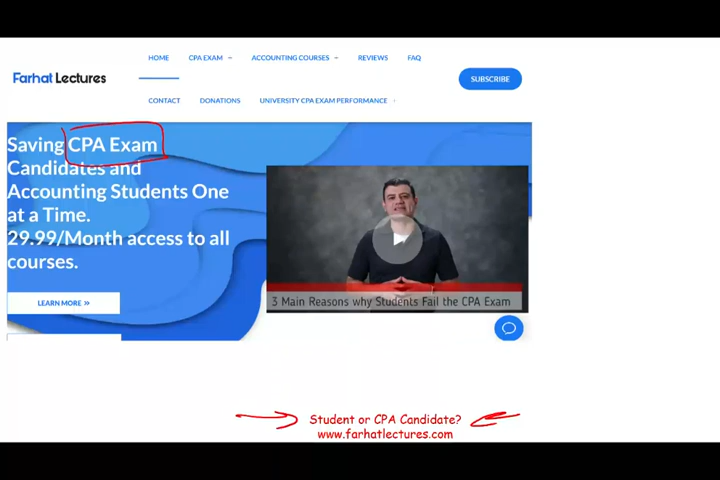 HOME CPA EXAM ACCOUNTING COURSES REVIEWS FAQ
Farhat Lectures
SUBSCRIBE
CONTACT DONATIONS UNIVERSITY CPA EXAM PERFORMANCE
Saving CPA Exam
Candidates and
Accounting Students One
at a Time.
29.99/Month access to all
courses.
LEARN MORE »
3 Main Reasons why Students Fail the CPA Exam
Student or CPA Candidate?
www.farhatlectures.com